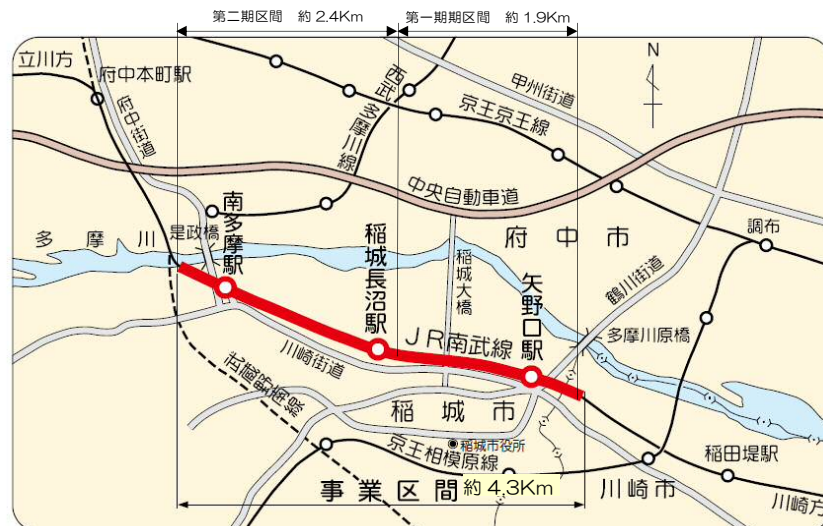 第二期区間　約2.4Km
第一期期区間　約1.9Km
立川方
府中本町駅
府中街道
西武多摩川線
京王京王線
甲州街道
N
中央自動車道
多摩川
是政橋
南多摩駅
稲城長沼駅
稲城大橋
府中市
矢野口駅
鶴川街道
調布
多摩川原橋
JR南武線
川崎街道
武蔵野南線
稲城市
稲城市役所
京王相模原線
稲田堤駅
事業区間 約4.3Km
川崎市
川崎方